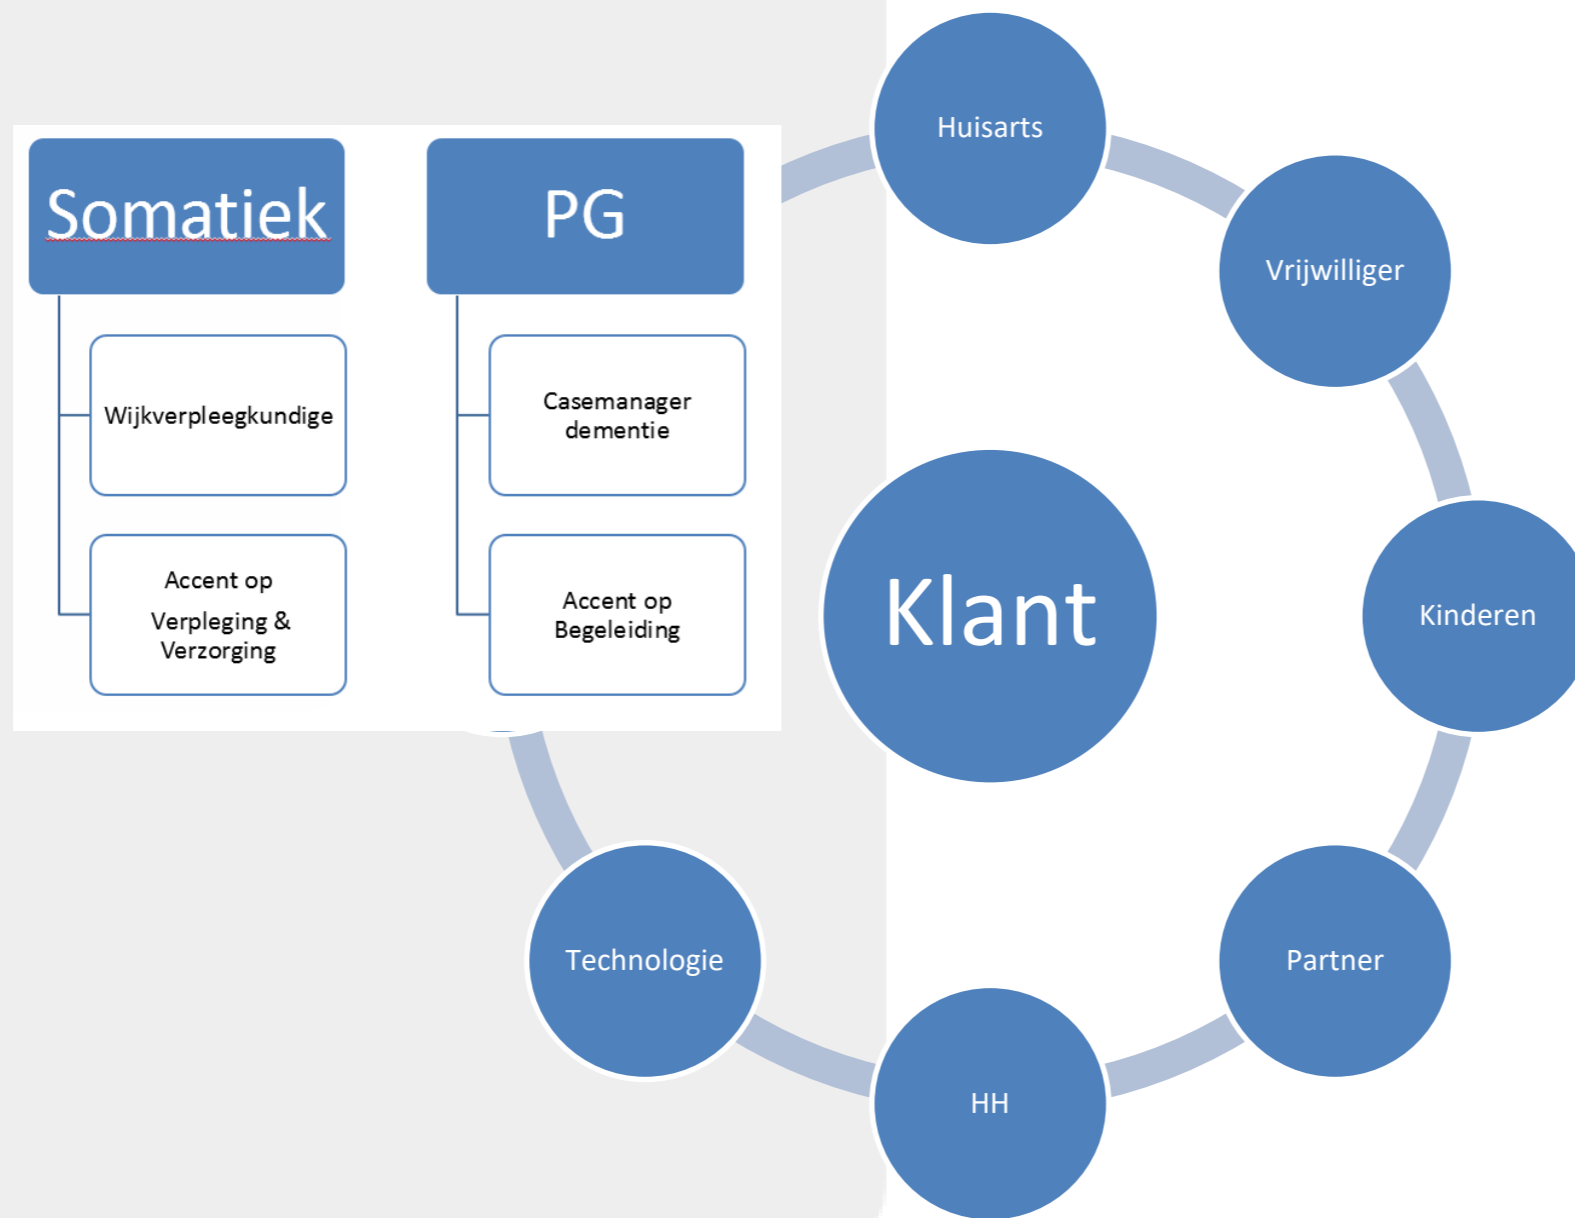 Somatiek
Wijkverpleegkundige
Accent op
Verpleging &
Verzorging
PG
Casemanager
dementie
Accent op
Begeleiding
Huisarts
Vrijwilliger
Kinderen
Partner
HH
Technologie
Klant